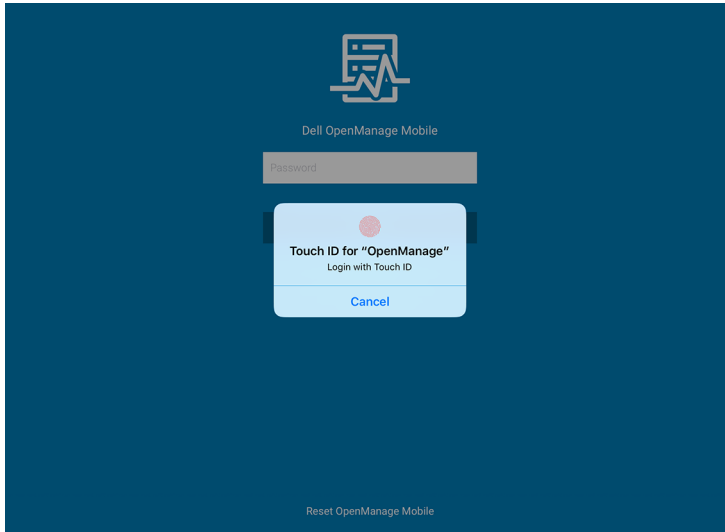 Dell OpenManage Mobile
Password
Touch ID for “OpenManage”
Login with Touch ID
Cancel
Reset OpenManage Mobile